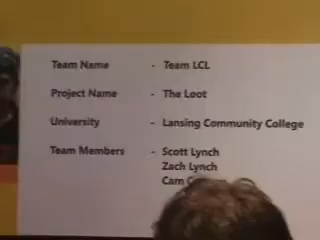 Team Name - Team LCL
Project Name - The Loot
University - Lansing Community College
Team Members - Scott Lynch
Zach Lynch
Cam